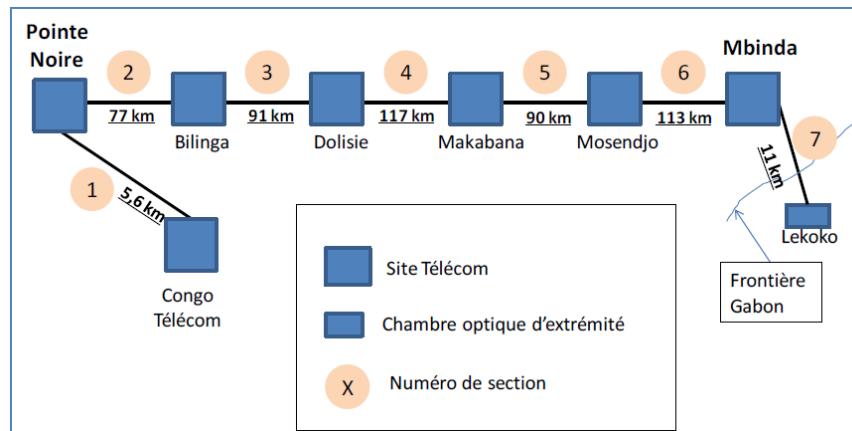 Pointe
Noire
Mbinda
2
3
4
5
6
77 km
91 km
117 km
90 km
113 km
Bilinga
Dolisie
Makabana
Mosendjo
7
11 km
1
5,6 km
Lekoko
Congo
Télécom
Site Télécom
Frontière
Gabon
Chambre optique d'extrémité
X
Numéro de section